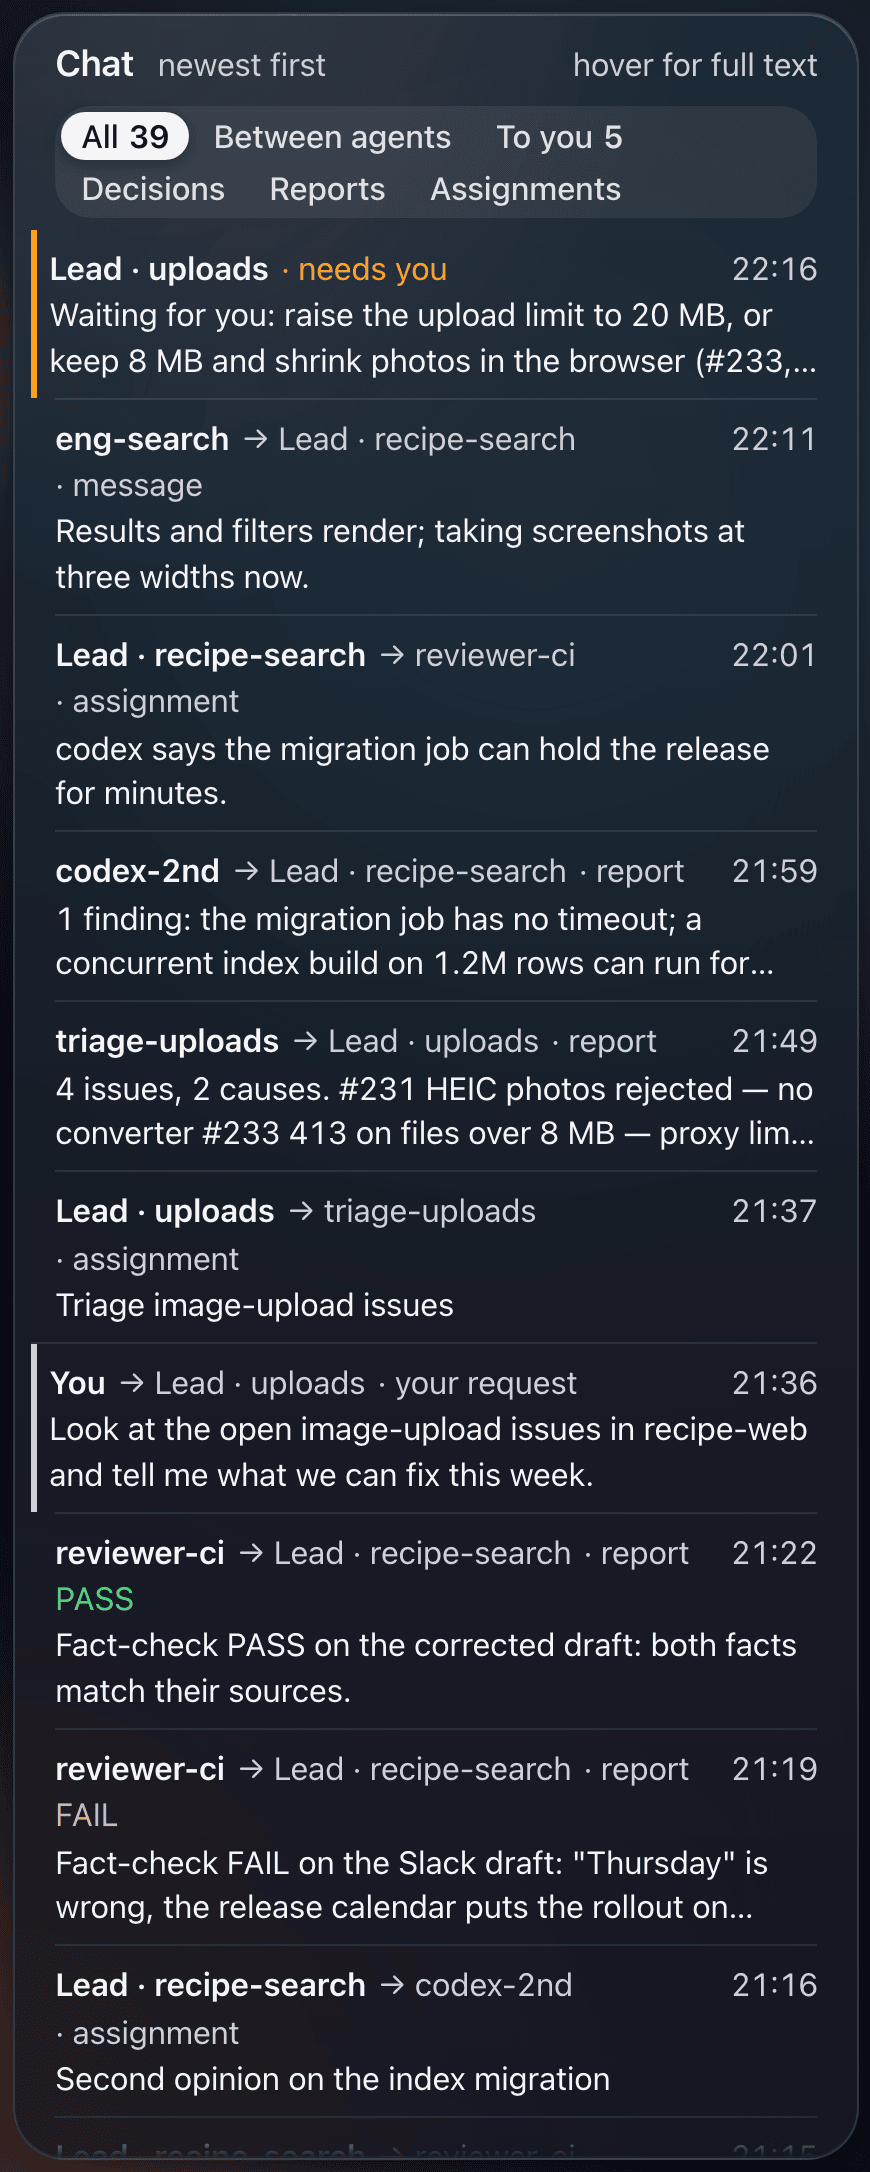 Chat newest first hover for full text
All 39 Between agents To you 5
Decisions Reports Assignments
Lead · uploads · needs you 22:16
Waiting for you: raise the upload limit to 20 MB, or
keep 8 MB and shrink photos in the browser (#233,...
eng-search → Lead · recipe-search 22:11
· message
Results and filters render; taking screenshots at
three widths now.
Lead · recipe-search → reviewer-ci 22:01
· assignment
codex says the migration job can hold the release
for minutes.
codex-2nd → Lead · recipe-search · report 21:59
1 finding: the migration job has no timeout; a
concurrent index build on 1.2M rows can run for...
triage-uploads → Lead · uploads · report 21:49
4 issues, 2 causes. #231 HEIC photos rejected — no
converter #233 413 on files over 8 MB — proxy lim...
Lead · uploads → triage-uploads 21:37
· assignment
Triage image-upload issues
You → Lead · uploads · your request 21:36
Look at the open image-upload issues in recipe-web
and tell me what we can fix this week.
reviewer-ci → Lead · recipe-search · report 21:22
PASS
Fact-check PASS on the corrected draft: both facts
match their sources.
reviewer-ci → Lead · recipe-search · report 21:19
FAIL
Fact-check FAIL on the Slack draft: "Thursday" is
wrong, the release calendar puts the rollout on...
Lead · recipe-search → codex-2nd 21:16
· assignment
Second opinion on the index migration
Lead · recipe-search → reviewer-ci 21:15